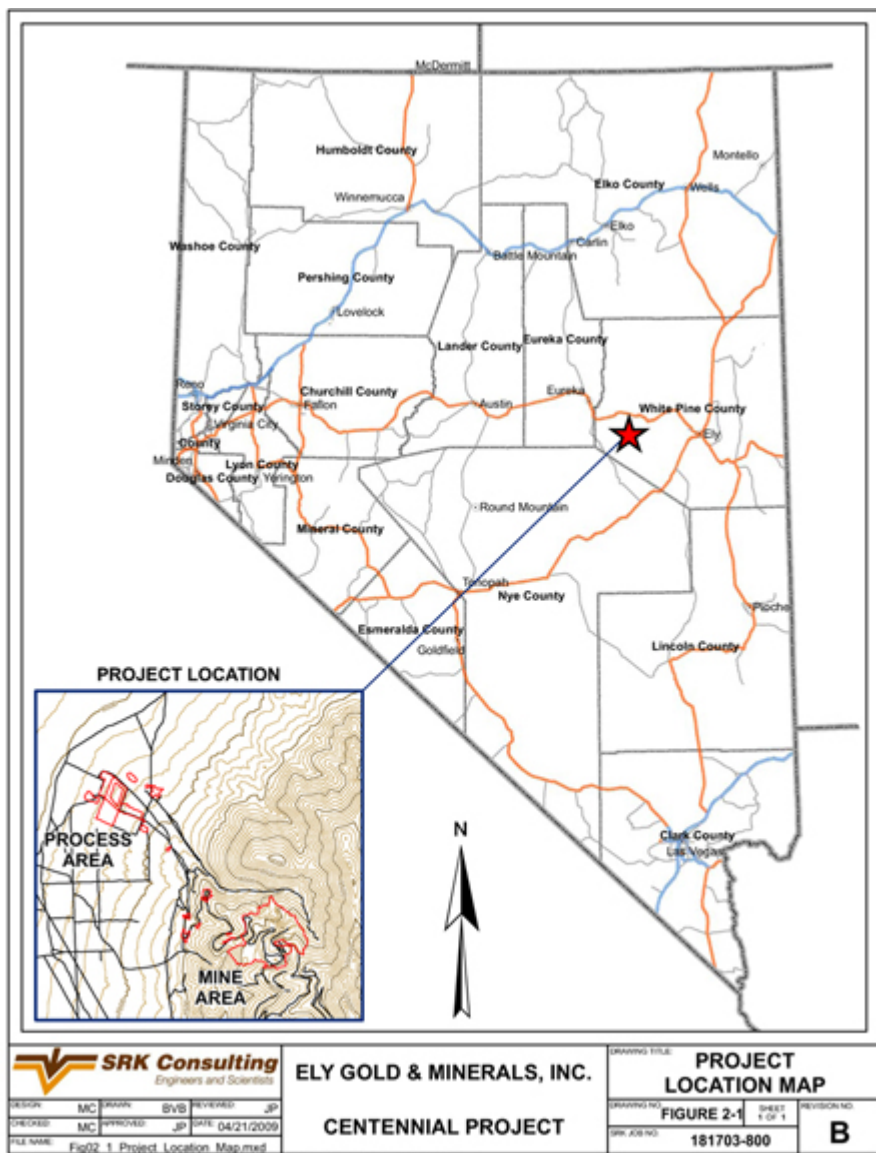 McDermitt
Humboldt County
Montello
Elko County
Wells
Winnemucca
Elko
Washoe County
Carlin
Battle Mountain
Pershing County
Lovelock
Lander County
Eureka County
Reno
Churchill County
Eureka
Storey County
Fallon
Austin
White Pine County
Virginia City
Ely
County
Minden
Lyon County
Douglas County
Yerington
Round Mountain
Mineral County
Tonopah
Nye County
Pioche
Esmeralda County
Goldfield
Lincoln County
PROJECT LOCATION
PROCESS
AREA
MINE
AREA
N
Clark County
Las Vegas
SRK Consulting
Engineers and Scientists
DESIGN: MC DRAWN: BVB REVIEWED: JP
CHECKED: MC APPROVED: JP DATE: 04/21/2009
FILE NAME: Fig02_1_Project_Location_Map.mxd
ELY GOLD & MINERALS, INC.
CENTENNIAL PROJECT
DRAWING TITLE:
PROJECT
LOCATION MAP
DRAWING NO. FIGURE 2-1
SHEET
1 OF 1
REVISION NO.
B
SRK JOB NO.
181703-800